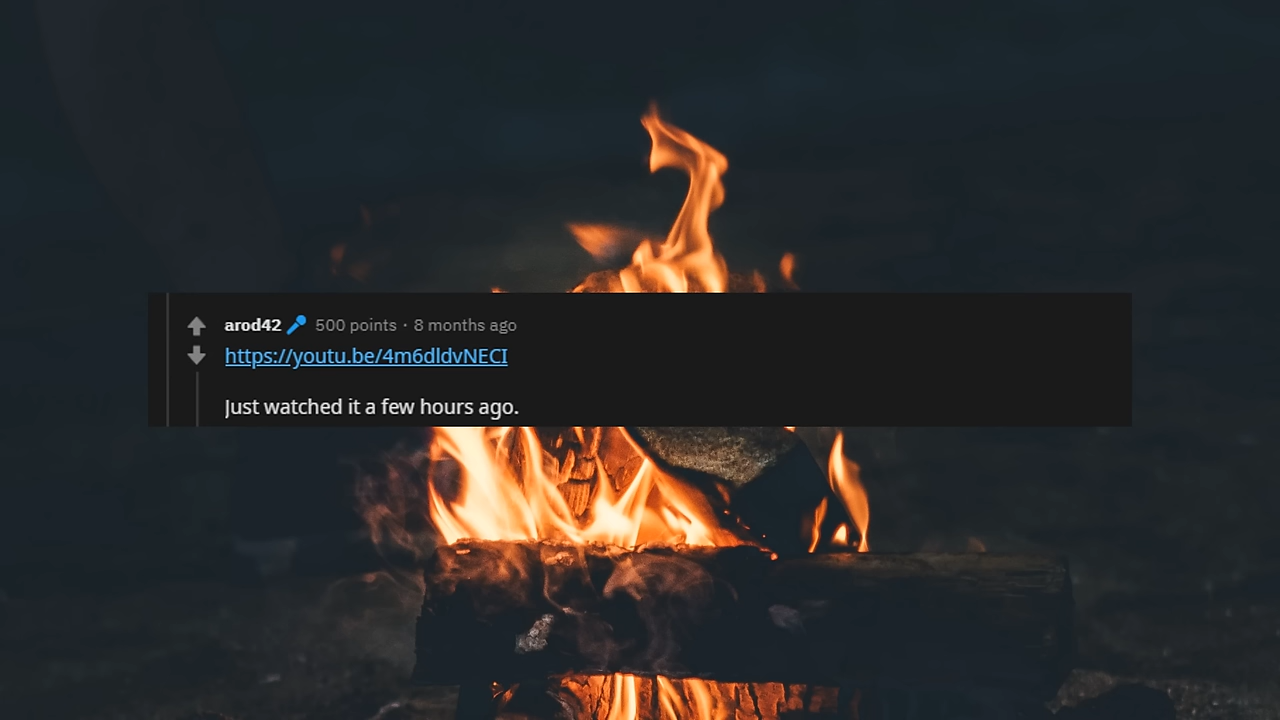 arod42 500 points · 8 months ago
https://youtu.be/4m6dldvNECI
Just watched it a few hours ago.